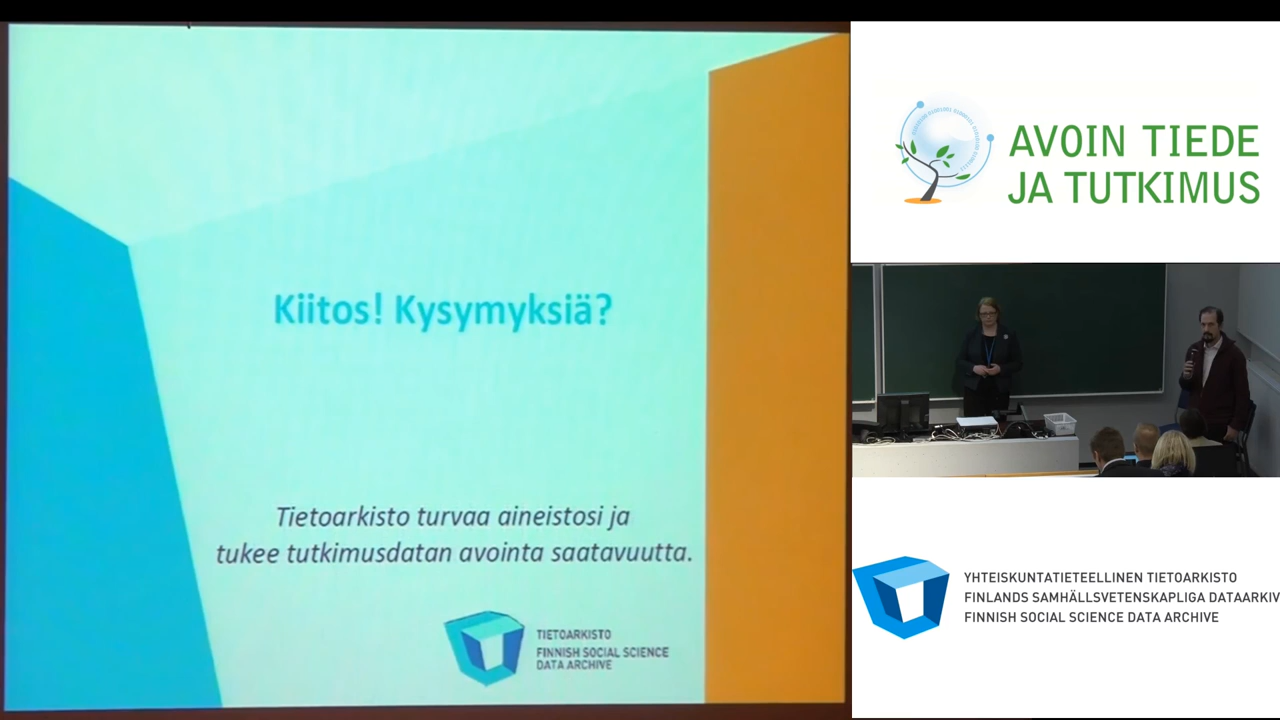 Kiitos! Kysymyksiä?
Tietoarkisto turvaa aineistosi ja
tukee tutkimusdatan avointa saatavuutta.
TIETOARKISTO
FINNISH SOCIAL SCIENCE
DATA ARCHIVE
AVOIN TIEDE
JA TUTKIMUS
YHTEISKUNTATIETEELLINEN TIETOARKISTO
FINLANDS SAMHÄLLSVETENSKAPLIGA DATAARKIV
FINNISH SOCIAL SCIENCE DATA ARCHIVE